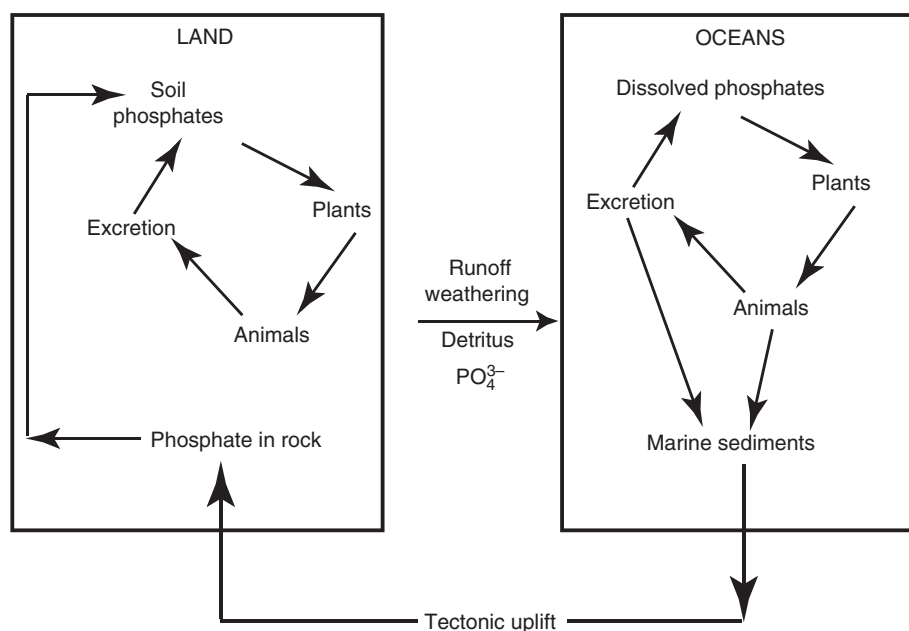 LAND
Soil
phosphates
Plants
Excretion
Animals
Phosphate in rock
Runoff
weathering
Detritus
PO₄³⁻
OCEANS
Dissolved phosphates
Plants
Excretion
Animals
Marine sediments
Tectonic uplift